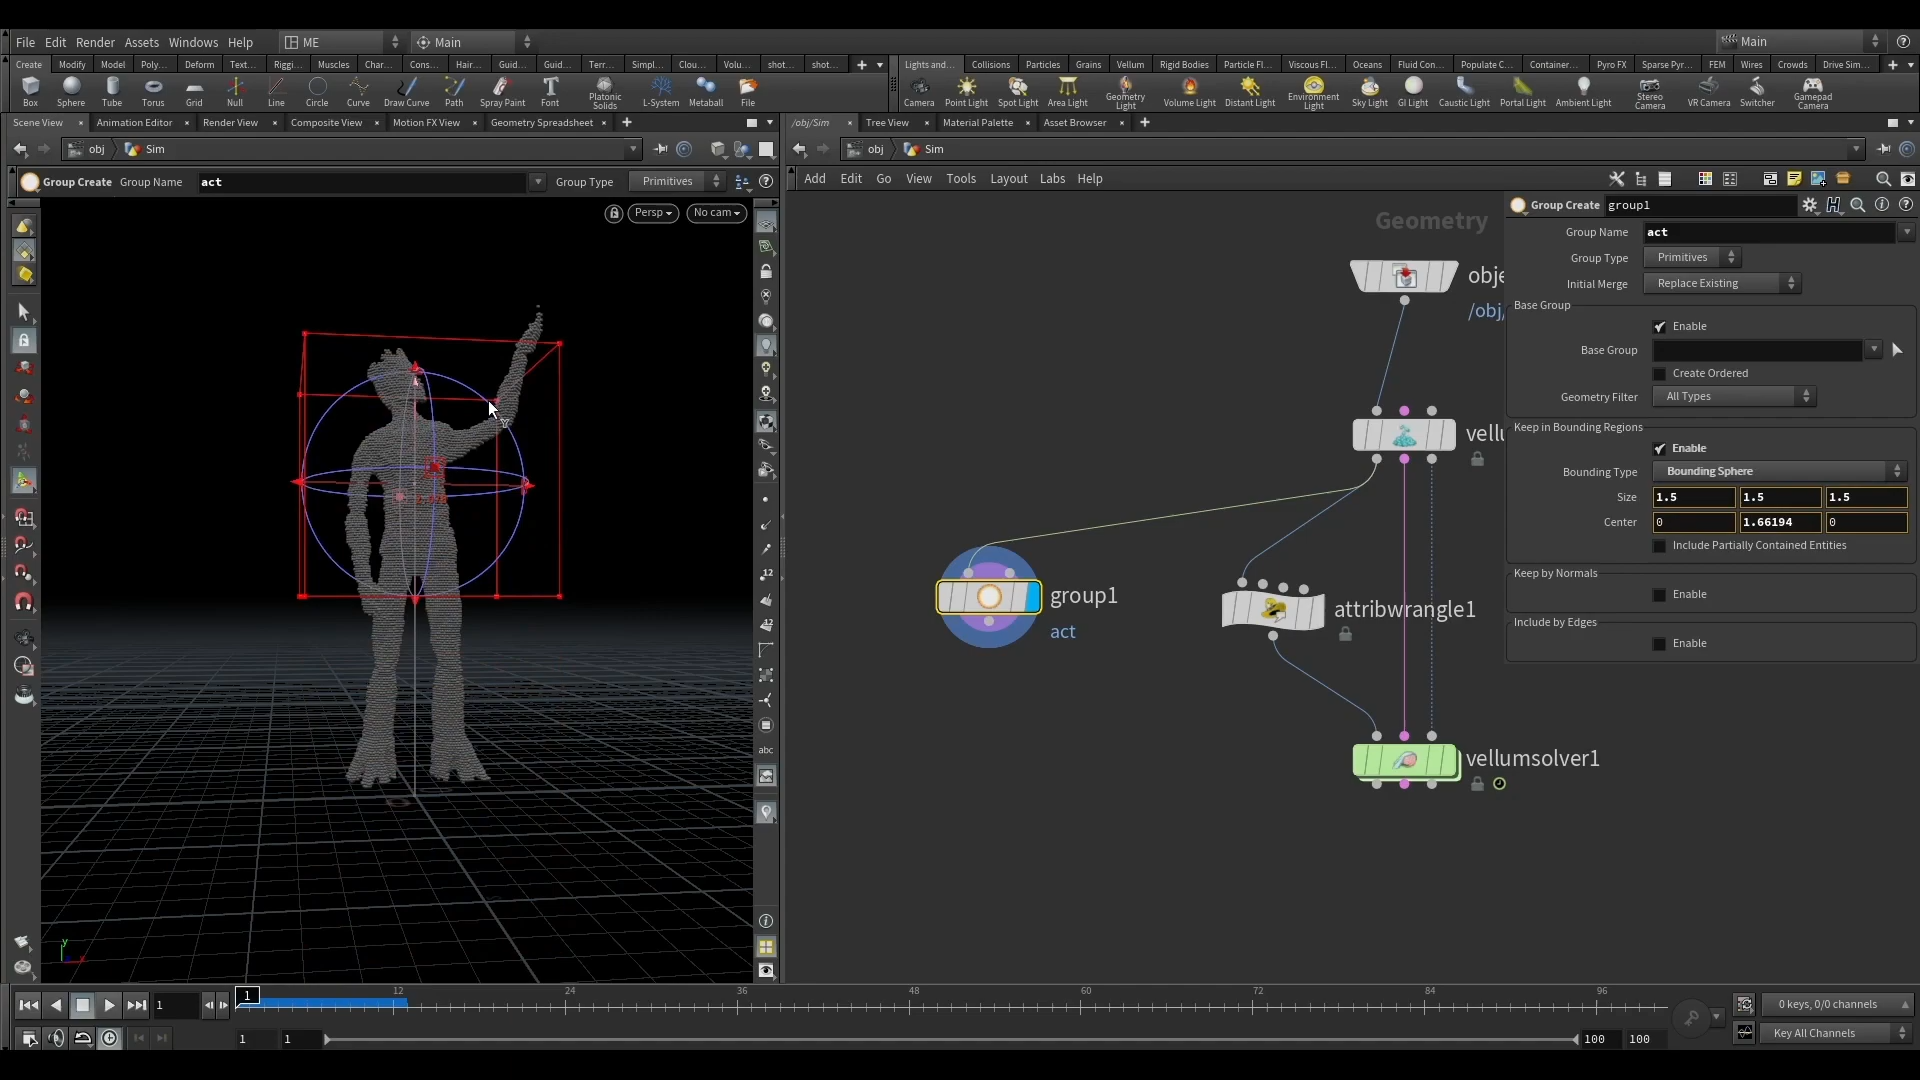 File Edit Render Assets Windows Help ME Main Main
Create Modify Model Poly... Deform Text... Riggi... Muscles Char... Cons... Hair... Guid... Guid... Terr... Simpl... Clou... Volu... shot... shot...
Lights and... Collisions Particles Grains Vellum Rigid Bodies Particle Fl... Viscous Fl... Oceans Fluid Con... Populate C... Container... Pyro FX Sparse Pyr... FEM Wires Crowds Drive Sim...
Box Sphere Tube Torus Grid Null Line Circle Curve Draw Curve Path Spray Paint Font Platonic Solids L-System Metaball File
Camera Point Light Spot Light Area Light Geometry Light Volume Light Distant Light Environment Light Sky Light GI Light Caustic Light Portal Light Ambient Light Stereo Camera VR Camera Switcher Gamepad Camera
Scene View Animation Editor Render View Composite View Motion FX View Geometry Spreadsheet
/obj/Sim Tree View Material Palette Asset Browser
obj Sim
obj Sim
Group Create Group Name act Group Type Primitives
Add Edit Go View Tools Layout Labs Help
Persp No cam
Geometry
obje
/obj/
vellu
group1
act
attribwrangle1
vellumsolver1
Group Create group1
Group Name act
Group Type Primitives
Initial Merge Replace Existing
Base Group
Enable
Base Group
Create Ordered
Geometry Filter All Types
Keep in Bounding Regions
Enable
Bounding Type Bounding Sphere
Size 1.5 1.5 1.5
Center 0 1.66194 0
Include Partially Contained Entities
Keep by Normals
Enable
Include by Edges
Enable
12
12
abc
y
x
1 1 12 24 36 48 60 72 84 96
0 keys, 0/0 channels
1 1 100 100
Key All Channels